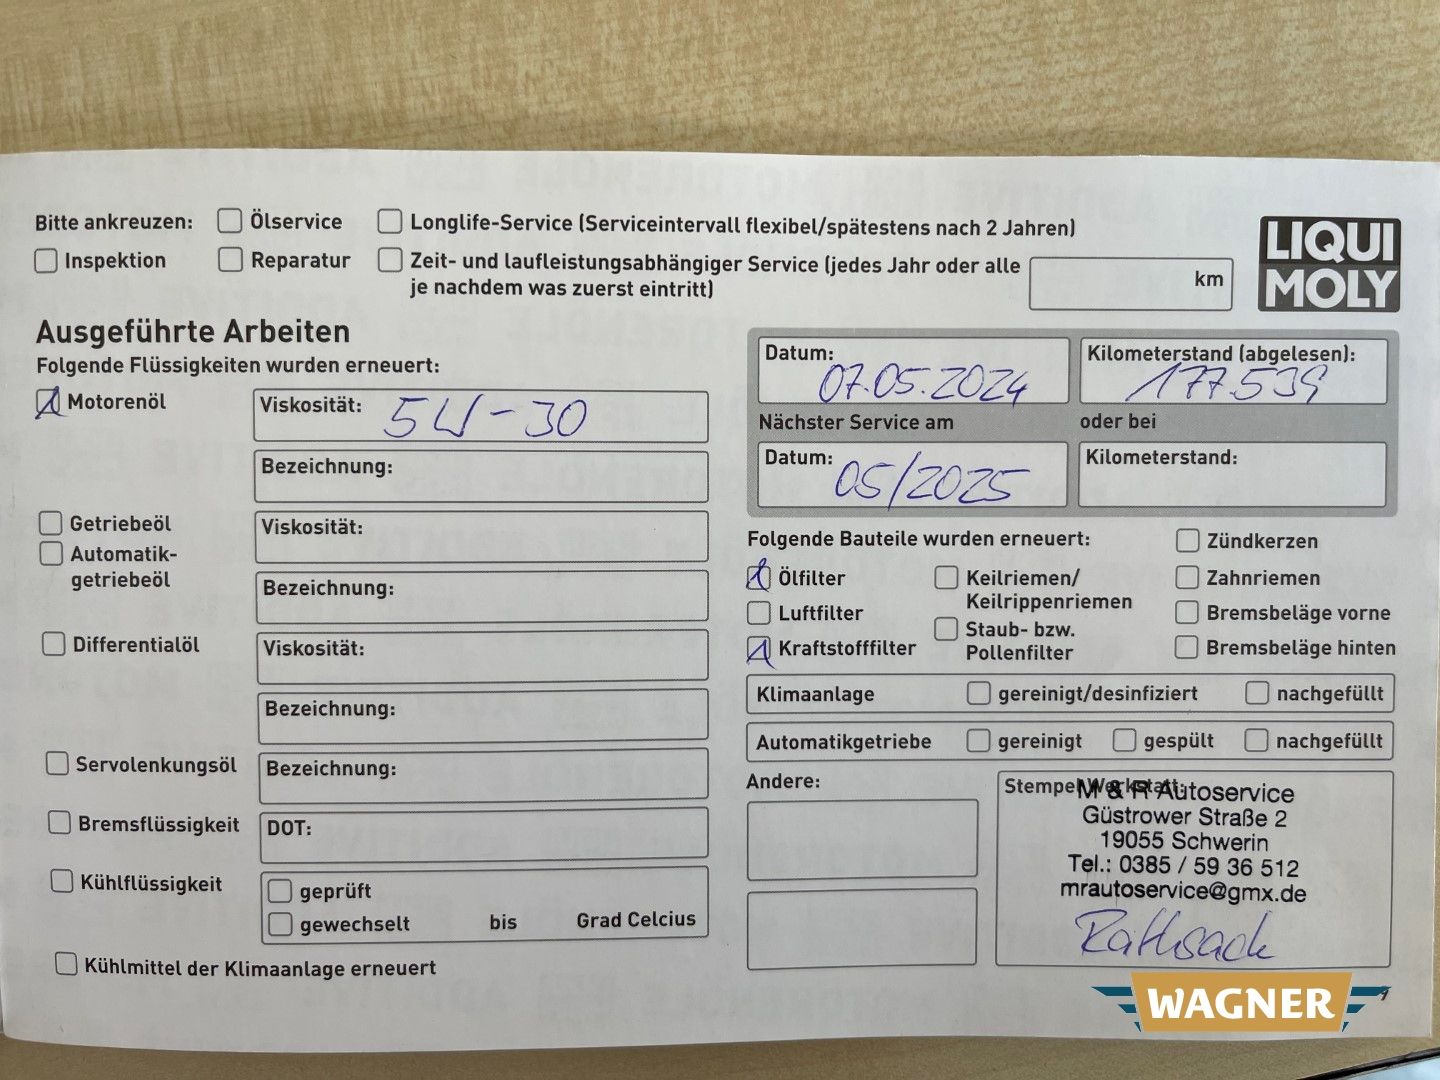 Bitte ankreuzen: Ölservice Longlife-Service (Serviceintervall flexibel/spätestens nach 2 Jahren)
Inspektion Reparatur Zeit- und laufleistungsabhängiger Service (jedes Jahr oder alle km
je nachdem was zuerst eintritt)
LIQUI
MOLY
Ausgeführte Arbeiten
Folgende Flüssigkeiten wurden erneuert:
Motorenöl Viskosität: 5W-30
Bezeichnung:
Getriebeöl Viskosität:
Automatik-
getriebeöl Bezeichnung:
Differentialöl Viskosität:
Bezeichnung:
Servolenkungsöl Bezeichnung:
Bremsflüssigkeit DOT:
Kühlflüssigkeit geprüft
gewechselt bis Grad Celcius
Kühlmittel der Klimaanlage erneuert
Datum: 07.05.2024 Kilometerstand (abgelesen): 177.539
Nächster Service am oder bei
Datum: 05/2025 Kilometerstand:
Folgende Bauteile wurden erneuert: Zündkerzen
Ölfilter Keilriemen/ Zahnriemen
Keilrippenriemen
Luftfilter Bremsbeläge vorne
Staub- bzw.
Kraftstofffilter Pollenfilter Bremsbeläge hinten
Klimaanlage gereinigt/desinfiziert nachgefüllt
Automatikgetriebe gereinigt gespült nachgefüllt
Andere: Stempel Werkstatt:
M & R Autoservice
Güstrower Straße 2
19055 Schwerin
Tel.: 0385 / 59 36 512
mrautoservice@gmx.de
Rathsack
WAGNER